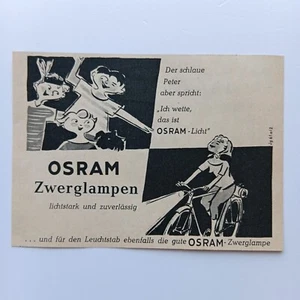 Der schlaue
Peter
aber spricht:
„Ich wette,
das ist
OSRAM-Licht"
OSRAM
Zwerglampen
lichtstark und zuverlässig
... und für den Leuchtstab ebenfalls die gute OSRAM-Zwerglampe